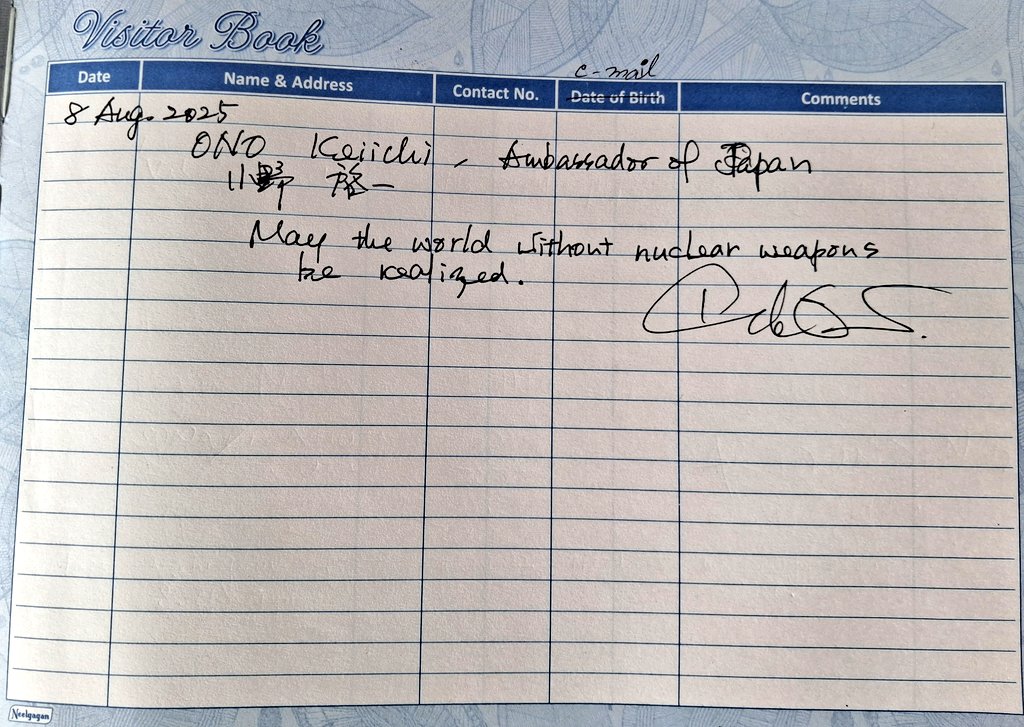 Visitor Book
e-mail
Date Name & Address Contact No. Date of Birth Comments
8 Aug. 2025
ONO Keiichi, Ambassador of Japan
小野 啓一
May the world without nuclear weapons
be realized.
Neelgagan